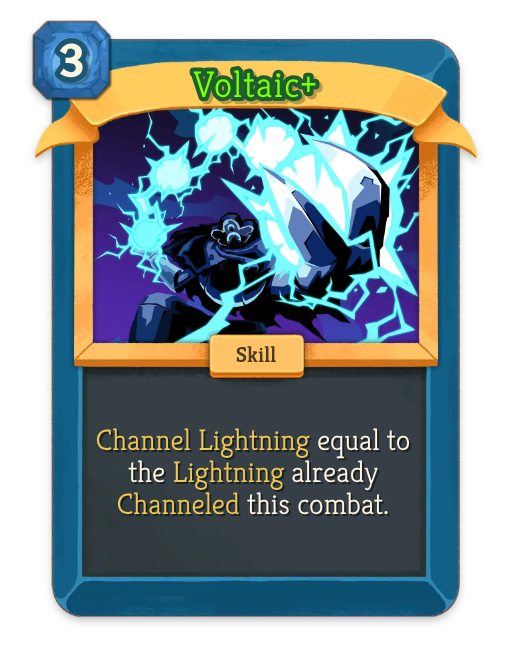 3
Voltaic+
Skill
Channel Lightning equal to
the Lightning already
Channeled this combat.